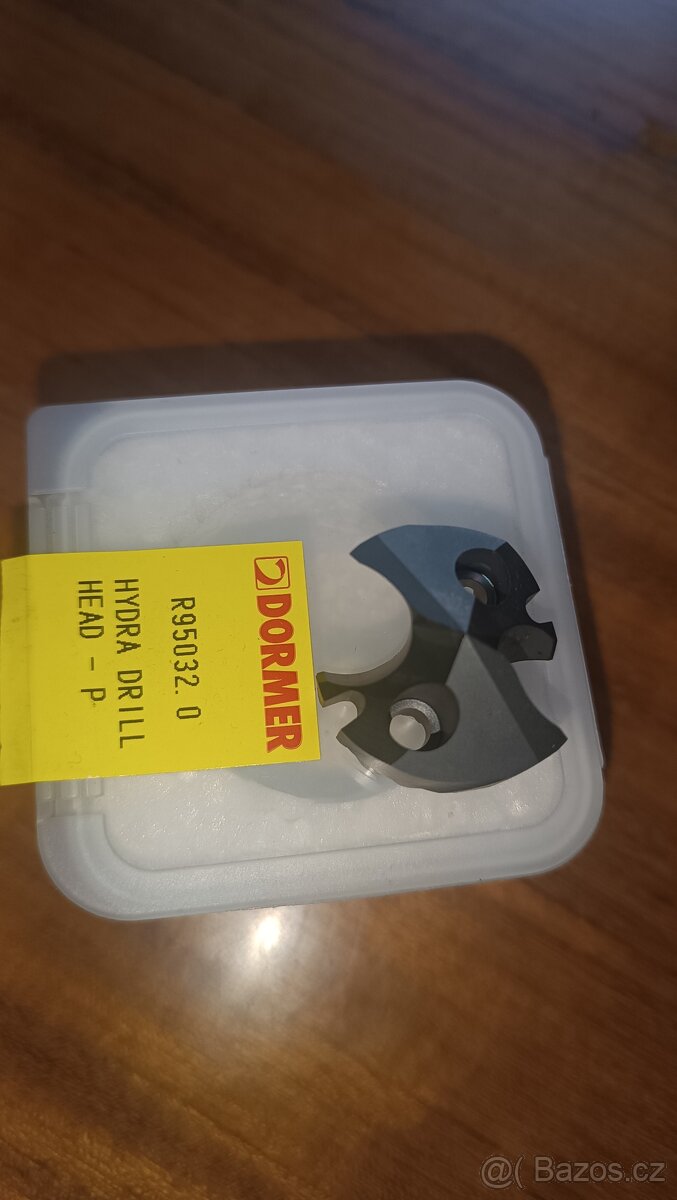 DORMER
R95032.0
HYDRA DRILL
HEAD - P
@( Bazos.cz